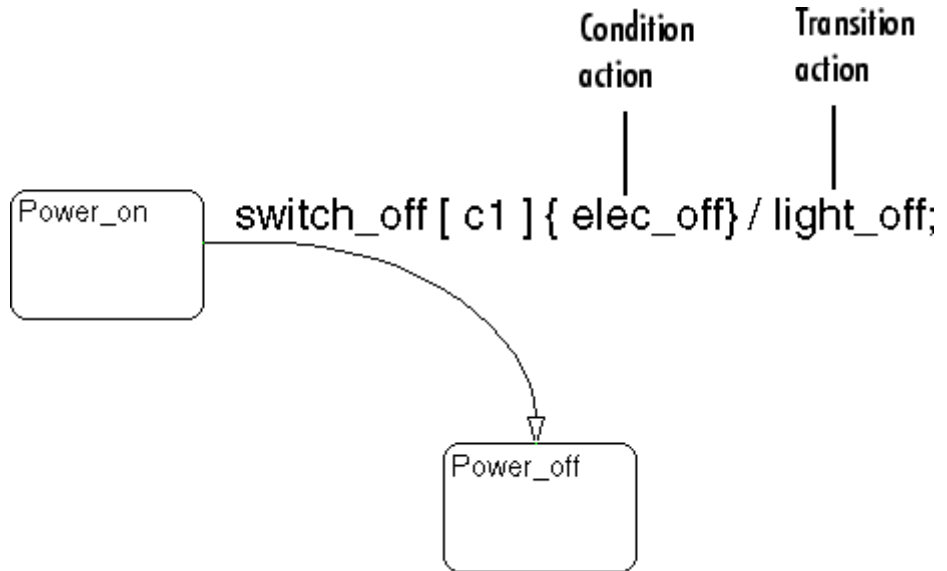 Condition
action
Transition
action
Power_on
switch_off [ c1 ] { elec_off} / light_off;
Power_off